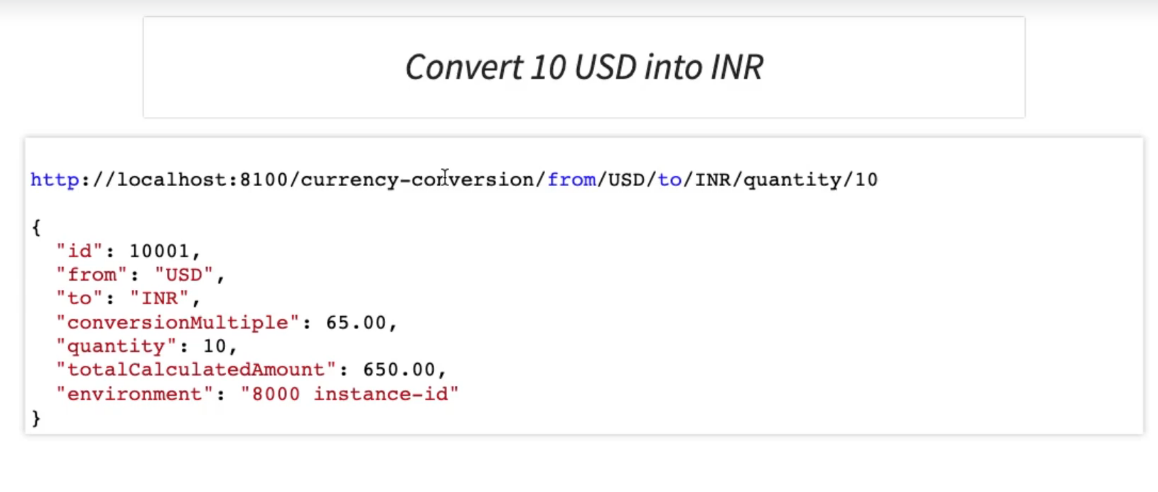 Convert 10 USD into INR
http://localhost:8100/currency-conversion/from/USD/to/INR/quantity/10
{
"id": 10001,
"from": "USD",
"to": "INR",
"conversionMultiple": 65.00,
"quantity": 10,
"totalCalculatedAmount": 650.00,
"environment": "8000 instance-id"
}